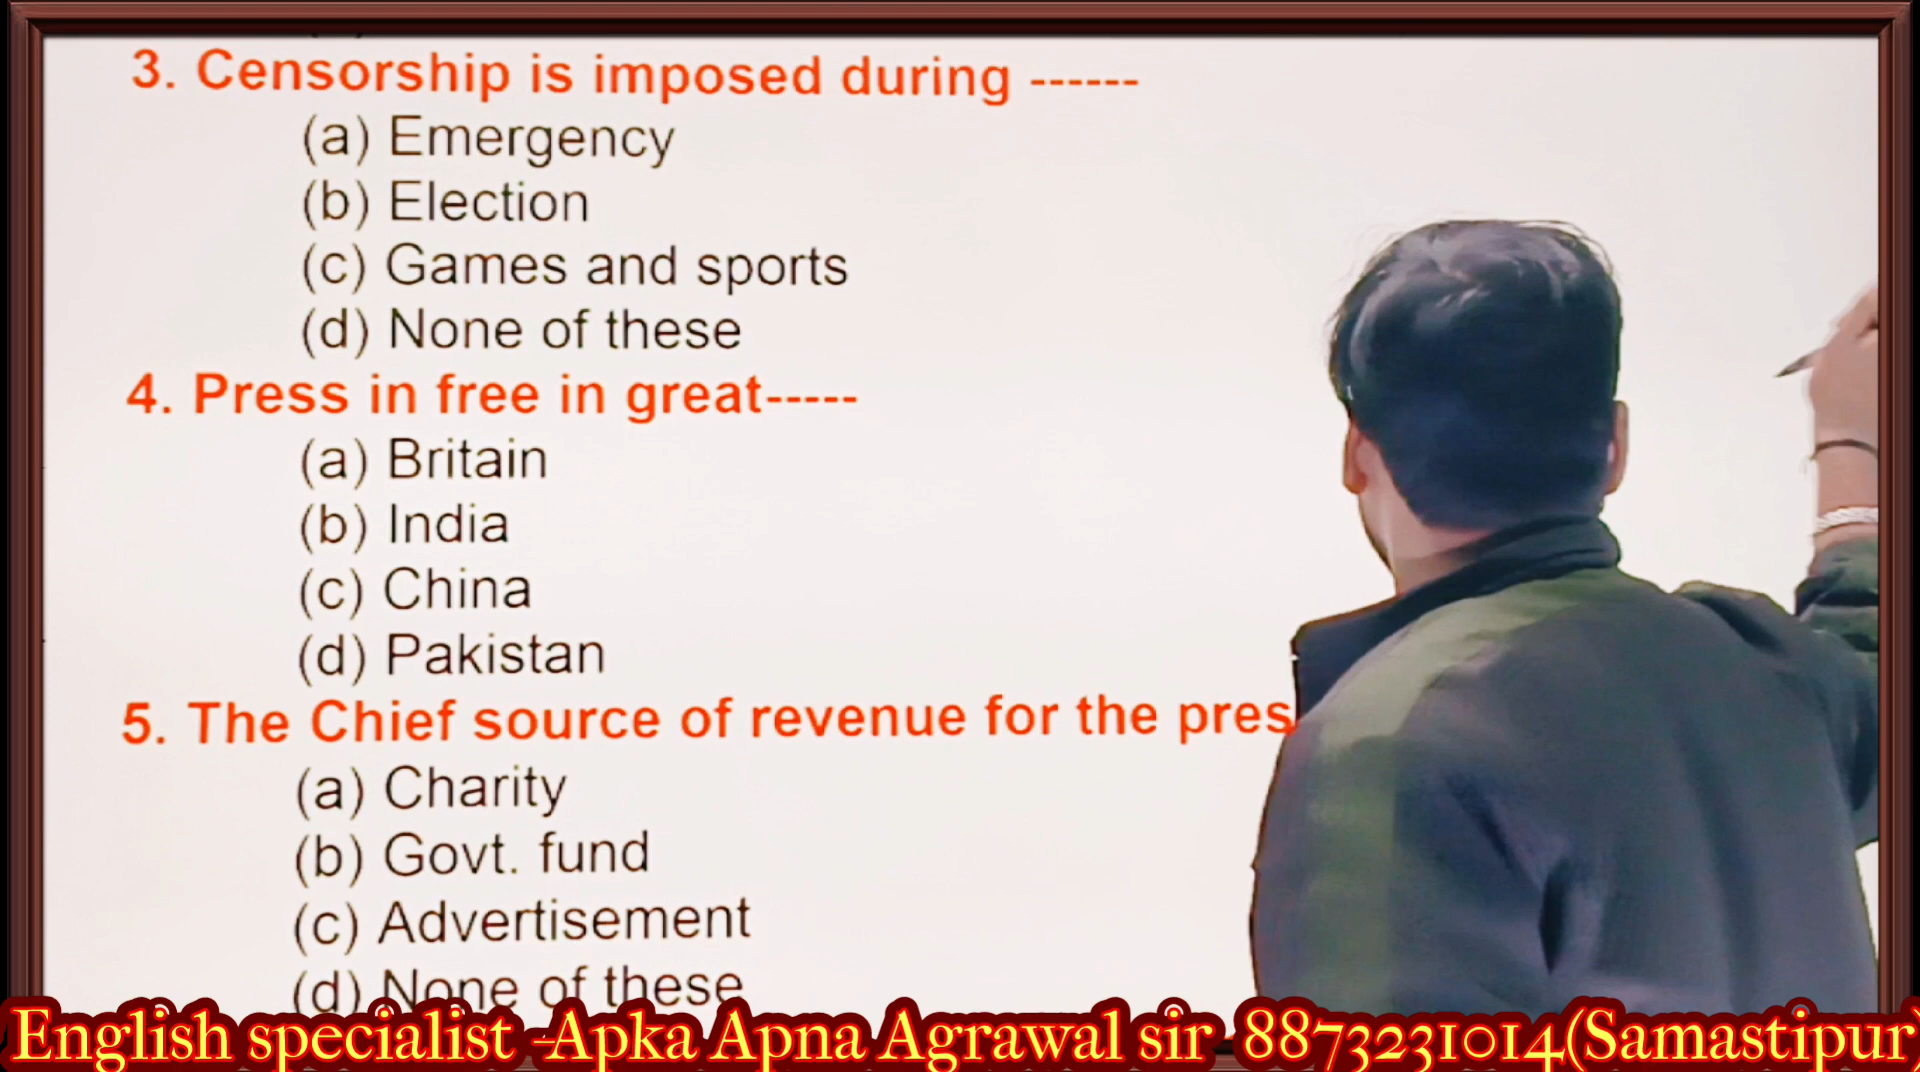 3. Censorship is imposed during ------
(a) Emergency
(b) Election
(c) Games and sports
(d) None of these
4. Press in free in great-----
(a) Britain
(b) India
(c) China
(d) Pakistan
5. The Chief source of revenue for the pres
(a) Charity
(b) Govt. fund
(c) Advertisement
(d) None of these
English specialist -Apka Apna Agrawal sir 8873231014(Samastipur)